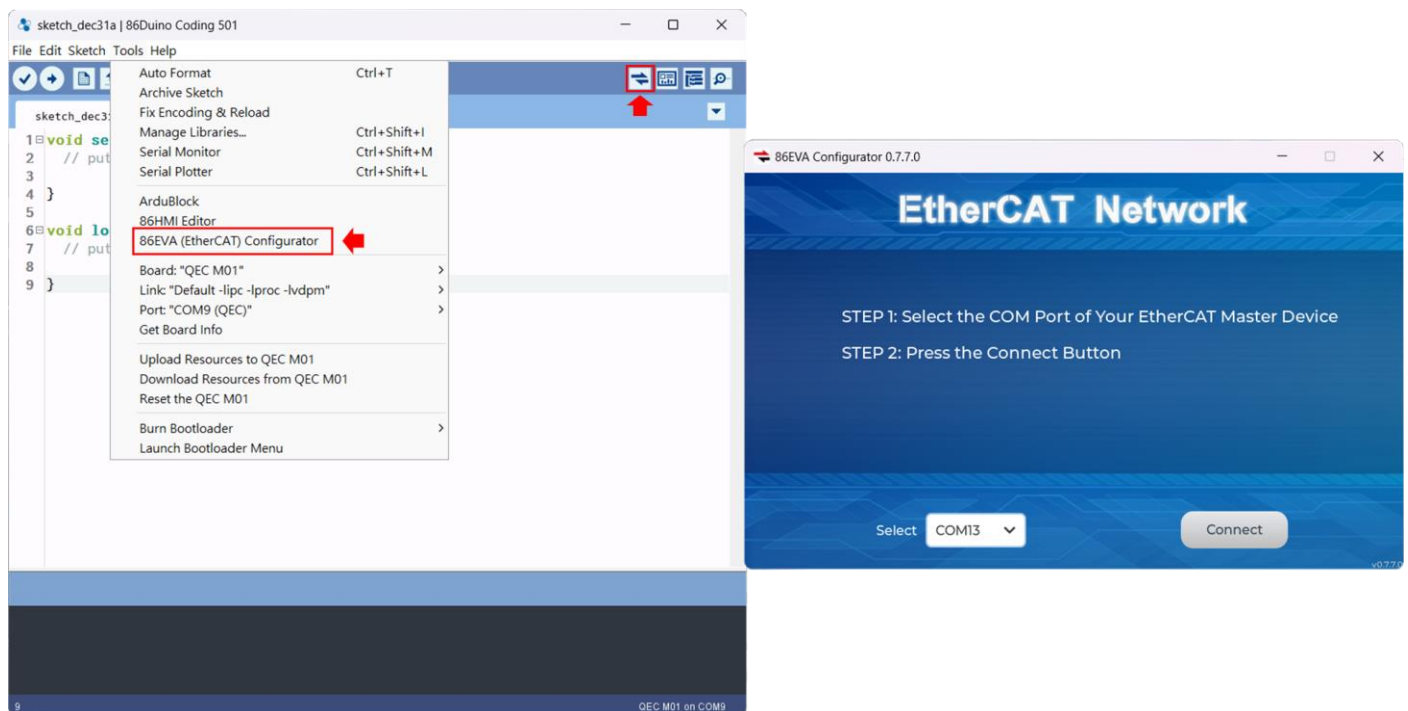 sketch_dec31a | 86Duino Coding 501
File Edit Sketch Tools Help
sketch_dec3
1 void se
2 // put
3
4 }
5
6 void lo
7 // put
8
9 }
Auto Format Ctrl+T
Archive Sketch
Fix Encoding & Reload
Manage Libraries... Ctrl+Shift+I
Serial Monitor Ctrl+Shift+M
Serial Plotter Ctrl+Shift+L
ArduBlock
86HMI Editor
86EVA (EtherCAT) Configurator
Board: "QEC M01"
Link: "Default -lipc -lproc -lvdpm"
Port: "COM9 (QEC)"
Get Board Info
Upload Resources to QEC M01
Download Resources from QEC M01
Reset the QEC M01
Burn Bootloader
Launch Bootloader Menu
9 QEC M01 on COM9
86EVA Configurator 0.7.7.0
EtherCAT Network
STEP 1: Select the COM Port of Your EtherCAT Master Device
STEP 2: Press the Connect Button
Select COM13 Connect
v0.7.7.0